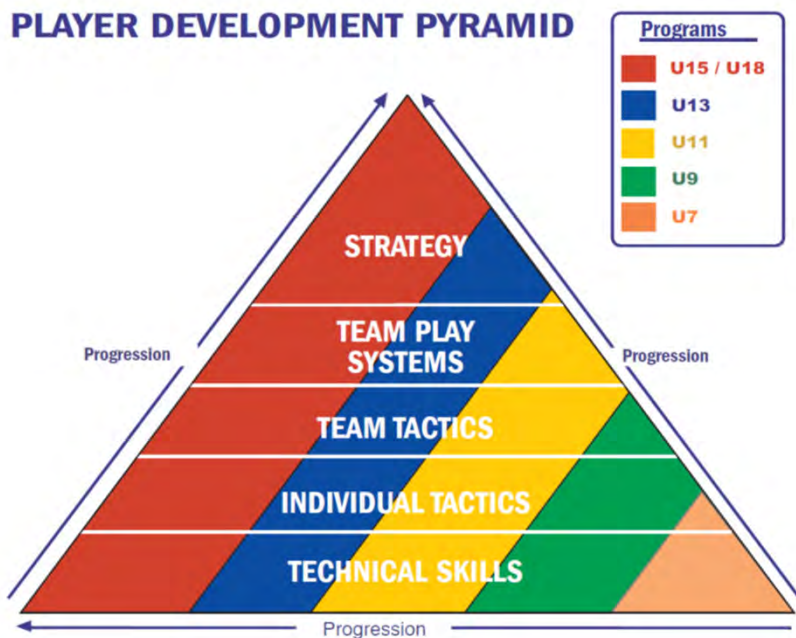 PLAYER DEVELOPMENT PYRAMID
Programs
U15 / U18
U13
U11
U9
U7
STRATEGY
TEAM PLAY
SYSTEMS
Progression
Progression
TEAM TACTICS
INDIVIDUAL TACTICS
TECHNICAL SKILLS
Progression